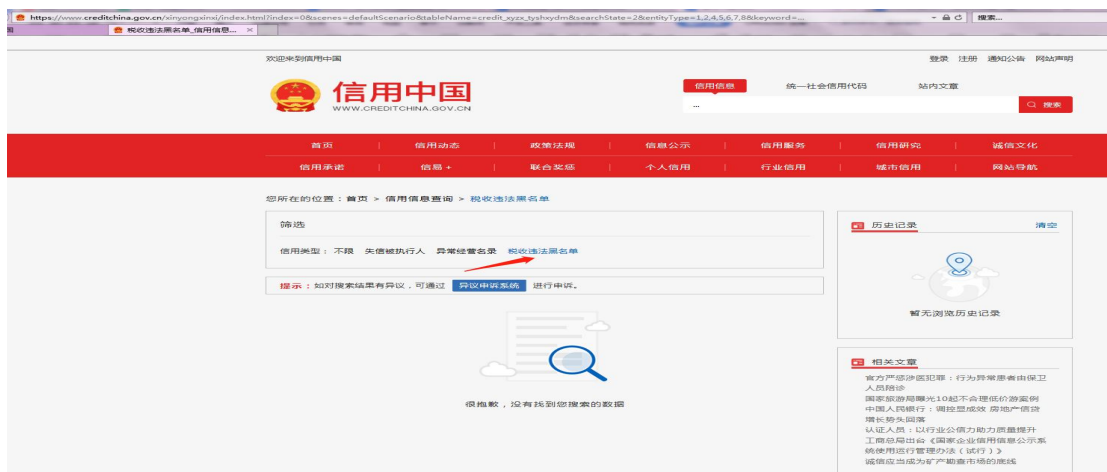 https://www.creditchina.gov.cn/xinyongxinxi/index.html?index=0&scenes=defaultScenario&tableName=credit_xyzx_tyshxydm&searchState=2&entityType=1,2,4,5,6,7,8&keyword=...
搜索...
税收违法黑名单_信用信息... ×
欢迎来到信用中国
登录 注册 通知公告 网站声明
信用中国
WWW.CREDITCHINA.GOV.CN
信用信息 统一社会信用代码 站内文章
...
搜索
首页 | 信用动态 | 政策法规 | 信息公示 | 信用服务 | 信用研究 | 诚信文化
信用承诺 | 信易+ | 联合奖惩 | 个人信用 | 行业信用 | 城市信用 | 网站导航
您所在的位置:首页 > 信用信息查询 > 税收违法黑名单
筛选
信用类型: 不限 失信被执行人 异常经营名录 税收违法黑名单
提示:如对搜索结果有异议,可通过 异议申诉系统 进行申诉。
很抱歉,没有找到您搜索的数据
历史记录 清空
暂无浏览历史记录
相关文章
官方严惩涉医犯罪:行为异常患者由保卫
人员陪诊
国家旅游局曝光10起不合理低价游案例
中国人民银行:调控显成效 房地产信贷
增长势头回落
认证人员:以行业公信力助力质量提升
工商总局出台《国家企业信用信息公示系
统使用运行管理办法(试行)》
诚信应当成为矿产勘查市场的底线